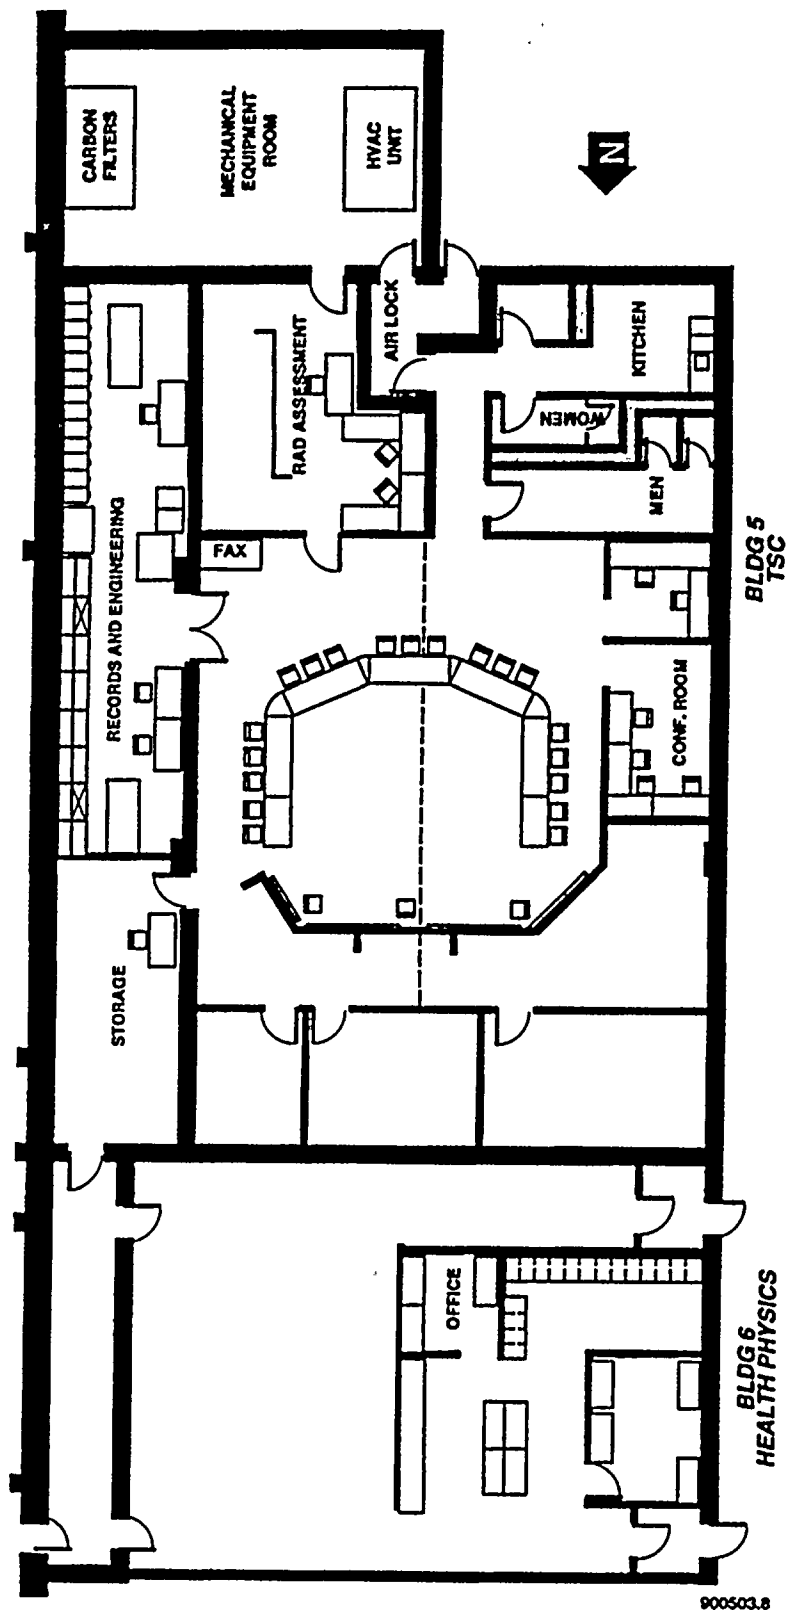 CARBON
FILTERS
MECHANICAL
EQUIPMENT
ROOM
HVAC
UNIT
N
AIR LOCK
RAD ASSESSMENT
KITCHEN
WOMEN
MEN
FAX
RECORDS AND ENGINEERING
CONF. ROOM
BLDG 5
TSC
STORAGE
OFFICE
BLDG 6
HEALTH PHYSICS
900503.8